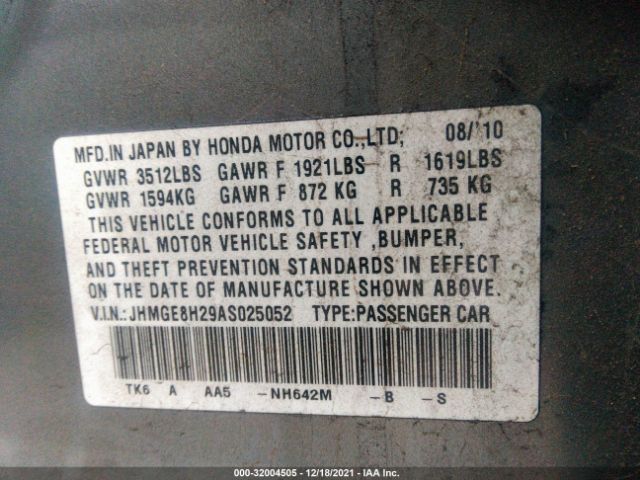 MFD.IN JAPAN BY HONDA MOTOR CO.,LTD; 08/'10
GVWR 3512LBS GAWR F 1921LBS R 1619LBS
GVWR 1594KG GAWR F 872 KG R 735 KG
THIS VEHICLE CONFORMS TO ALL APPLICABLE
FEDERAL MOTOR VEHICLE SAFETY ,BUMPER,
AND THEFT PREVENTION STANDARDS IN EFFECT
ON THE DATE OF MANUFACTURE SHOWN ABOVE.
V.I.N.:JHMGE8H29AS025052 TYPE:PASSENGER CAR
TK6 A AA5 -NH642M -B -S
000-32004505 - 12/18/2021 - IAA Inc.